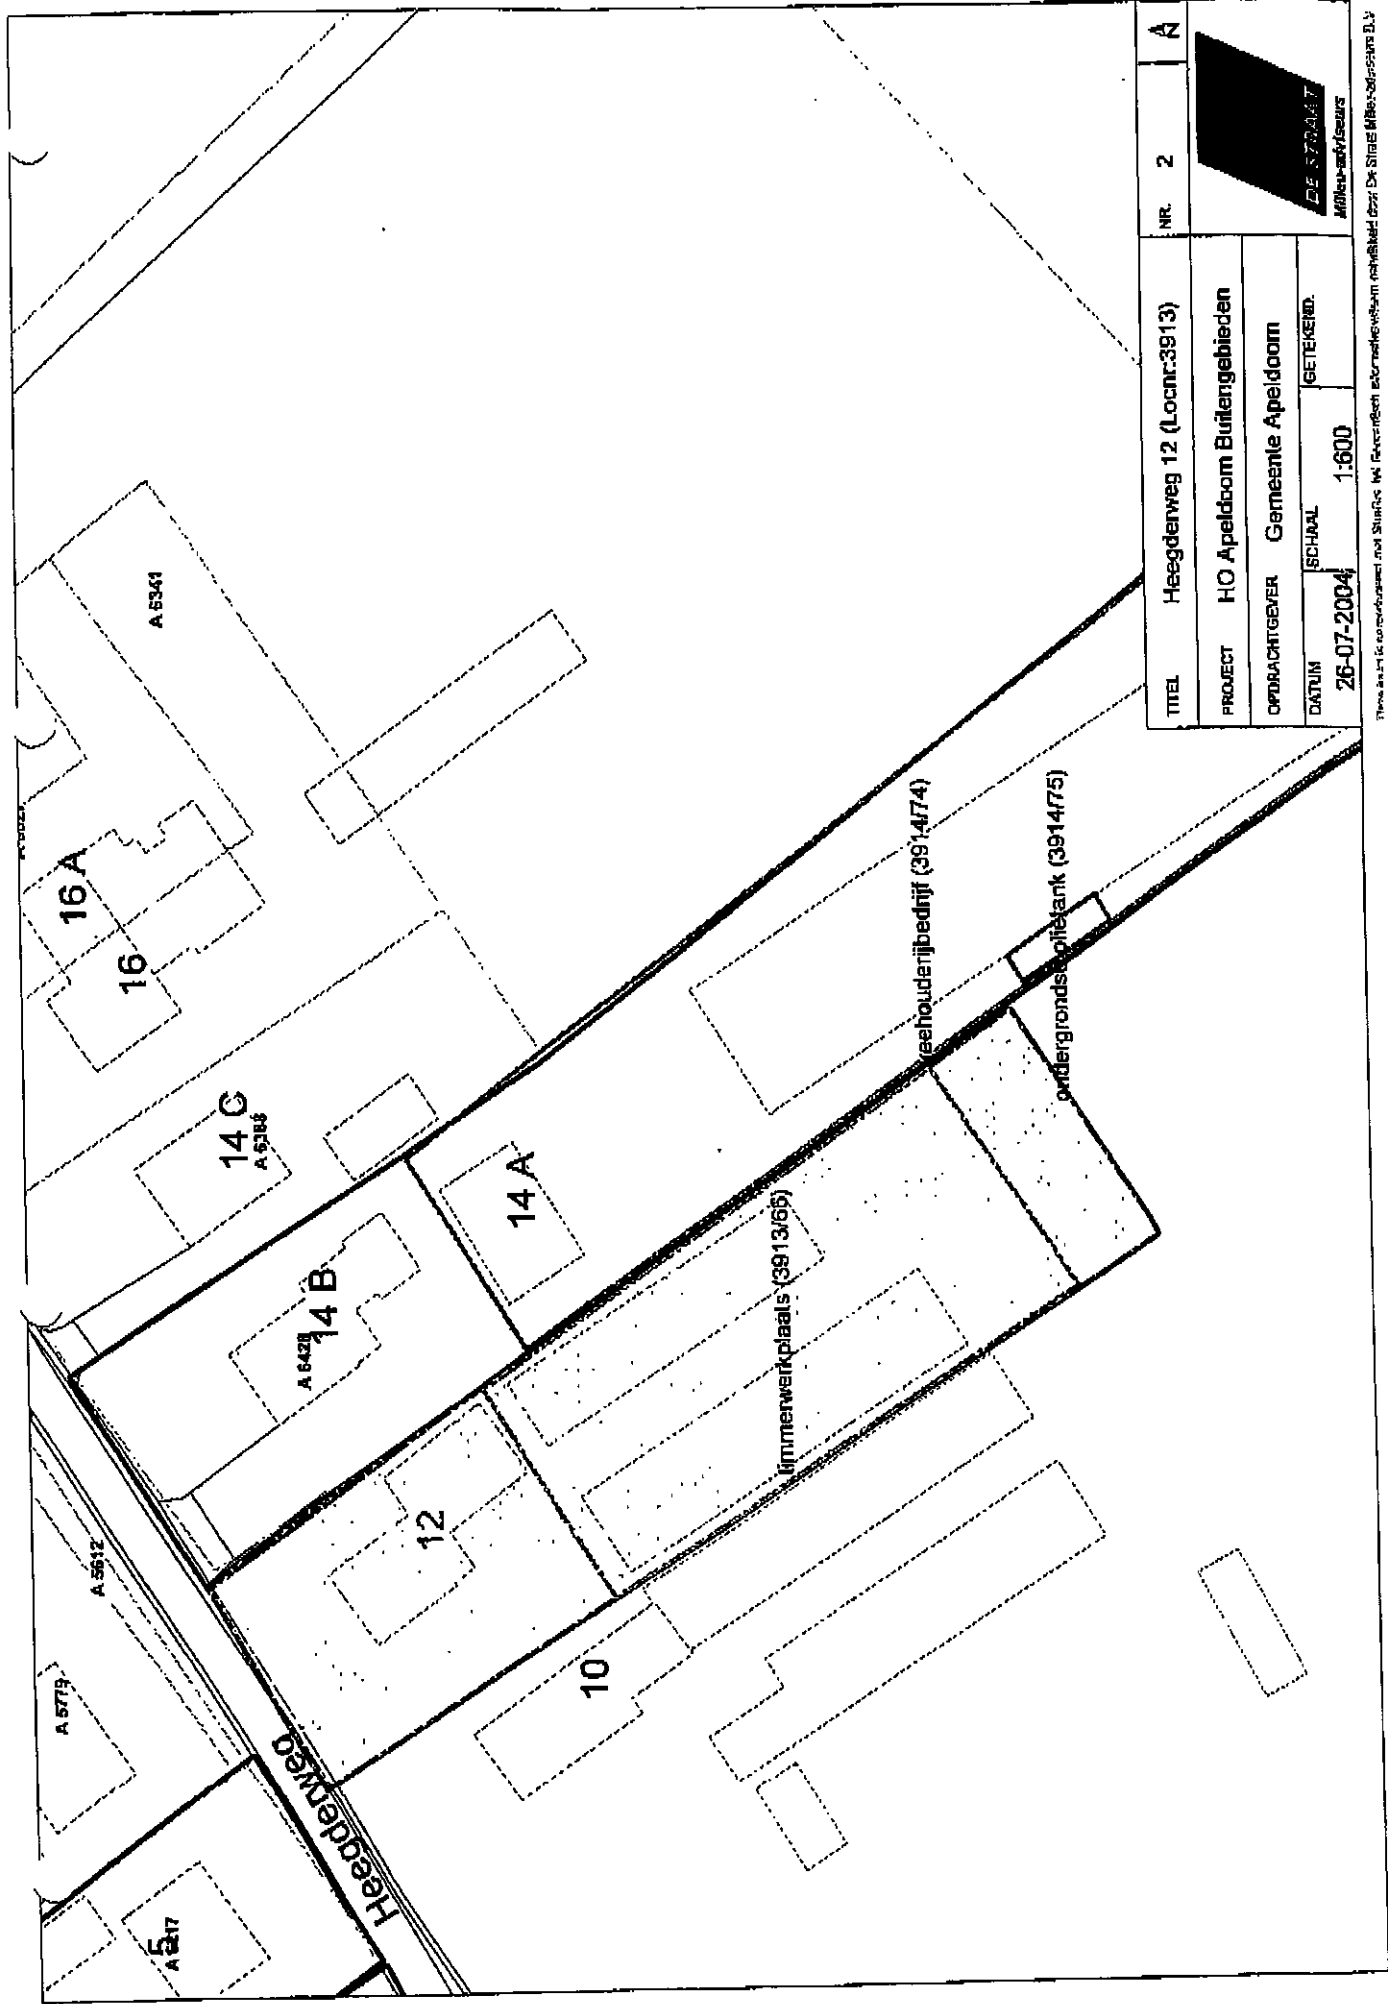 A 6341
16 A
16
14 C
A 6388
14 B
A 6428
14 A
12
10
A 5612
A 5779
5
Heegderweg
veehouderijbedrijf (3914/74)
ondergrondse olietank (3914/75)
timmerwerkplaats (3913/66)
TITEL Heegderweg 12 (Locnr.:3913)
NR. 2
N
PROJECT HO Apeldoorn Buitengebieden
OPDRACHTGEVER Gemeente Apeldoorn
DATUM 26-07-2004
SCHAAL 1:600
GETEKEND:
DE STRAAT
Milieu-adviseurs